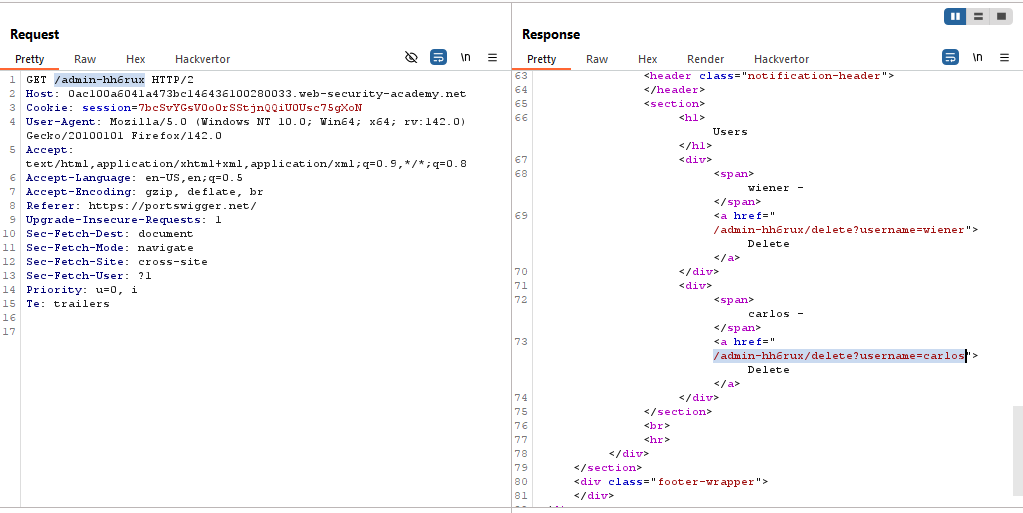 Request
Pretty Raw Hex Hackvertor \n
1 GET /admin-hh6rux HTTP/2
2 Host: 0ac100a6041a473bc146436100280033.web-security-academy.net
3 Cookie: session=7bcSvYGsV0o0rSStjnQQiU0Usc75gXoN
4 User-Agent: Mozilla/5.0 (Windows NT 10.0; Win64; x64; rv:142.0)
Gecko/20100101 Firefox/142.0
5 Accept:
text/html,application/xhtml+xml,application/xml;q=0.9,*/*;q=0.8
6 Accept-Language: en-US,en;q=0.5
7 Accept-Encoding: gzip, deflate, br
8 Referer: https://portswigger.net/
9 Upgrade-Insecure-Requests: 1
10 Sec-Fetch-Dest: document
11 Sec-Fetch-Mode: navigate
12 Sec-Fetch-Site: cross-site
13 Sec-Fetch-User: ?1
14 Priority: u=0, i
15 Te: trailers
16
17
Response
Pretty Raw Hex Render Hackvertor \n
63 <header class="notification-header">
64 </header>
65 <section>
66 <h1>
Users
</h1>
67 <div>
68 <span>
wiener -
</span>
69 <a href="
/admin-hh6rux/delete?username=wiener">
Delete
</a>
70 </div>
71 <div>
72 <span>
carlos -
</span>
73 <a href="
/admin-hh6rux/delete?username=carlos">
Delete
</a>
74 </div>
75 </section>
76 <br>
77 <hr>
78 </div>
79 </section>
80 <div class="footer-wrapper">
81 </div>